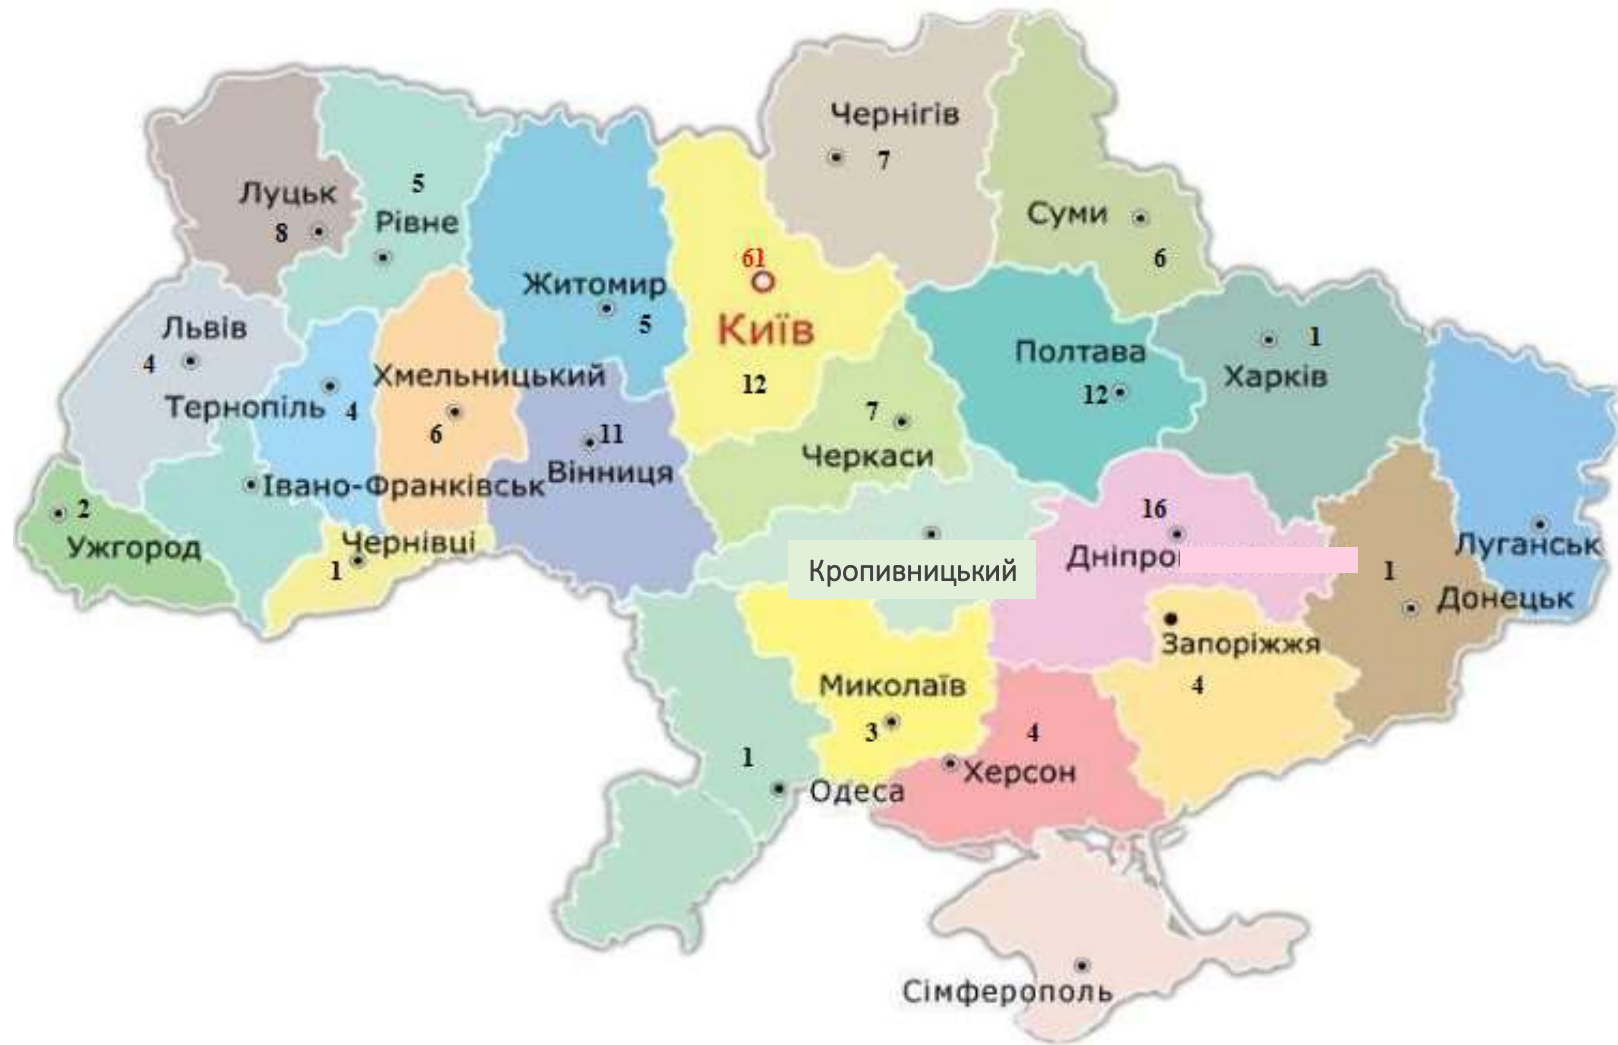 Чернігів
7
Луцьк
8
5
Рівне
Суми
6
61
Київ
12
Житомир
5
Львів
4
Тернопіль
4
Хмельницький
6
Полтава
12
1
Харків
7
Черкаси
11
Вінниця
Івано-Франківськ
2
Ужгород
Чернівці
1
Кропивницький
16
Дніпро
1
Луганськ
Донецьк
Запоріжжя
4
Миколаїв
3
4
Херсон
1
Одеса
Сімферополь